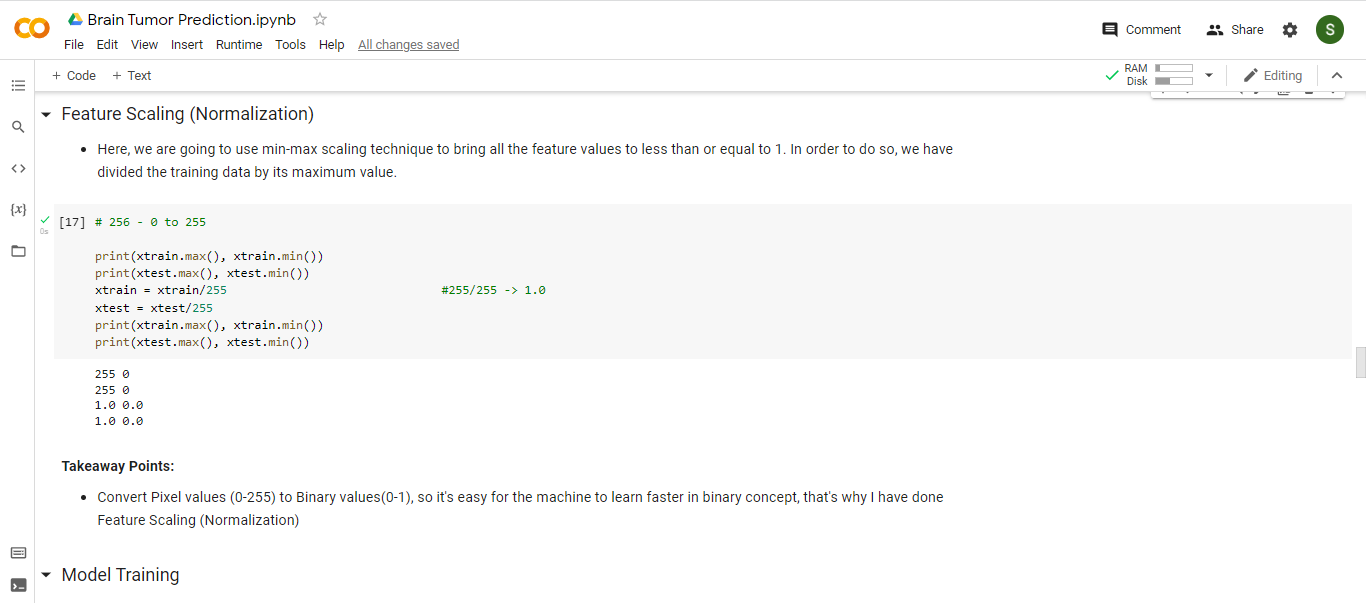 Brain Tumor Prediction.ipynb
File Edit View Insert Runtime Tools Help All changes saved
Comment Share S
+ Code + Text
RAM
Disk
Editing
Feature Scaling (Normalization)
• Here, we are going to use min-max scaling technique to bring all the feature values to less than or equal to 1. In order to do so, we have
divided the training data by its maximum value.
{x}
0s
[17] # 256 - 0 to 255
print(xtrain.max(), xtrain.min())
print(xtest.max(), xtest.min())
xtrain = xtrain/255 #255/255 -> 1.0
xtest = xtest/255
print(xtrain.max(), xtrain.min())
print(xtest.max(), xtest.min())
255 0
255 0
1.0 0.0
1.0 0.0
Takeaway Points:
• Convert Pixel values (0-255) to Binary values(0-1), so it's easy for the machine to learn faster in binary concept, that's why I have done
Feature Scaling (Normalization)
Model Training